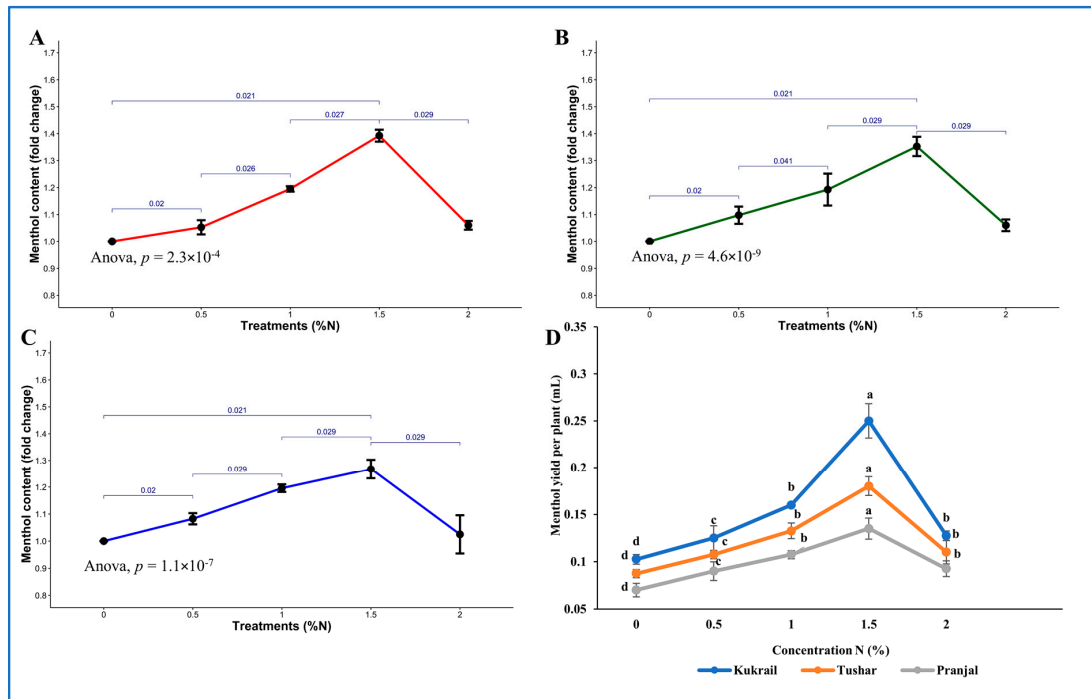 A
Menthol content (fold change)
1.7
1.6
1.5
1.4
1.3
1.2
1.1
1.0
0.9
0.8
0.021
0.027
0.029
0.026
0.02
Anova, p = 2.3×10-4
0
0.5
1
1.5
2
Treatments (%N)
B
Menthol content (fold change)
1.7
1.6
1.5
1.4
1.3
1.2
1.1
1.0
0.9
0.8
0.021
0.029
0.029
0.041
0.02
Anova, p = 4.6×10-9
0
0.5
1
1.5
2
Treatments (%N)
C
Menthol content (fold change)
1.7
1.6
1.5
1.4
1.3
1.2
1.1
1.0
0.9
0.8
0.021
0.029
0.029
0.029
0.02
Anova, p = 1.1×10-7
0
0.5
1
1.5
2
Treatments (%N)
D
Menthol yield per plant (mL)
0.35
0.3
0.25
0.2
0.15
0.1
0.05
a
a
a
b
b
b
b
b
b
c
c
c
d
d
d
0
0.5
1
1.5
2
Concentration N (%)
Kukrail
Tushar
Pranjal